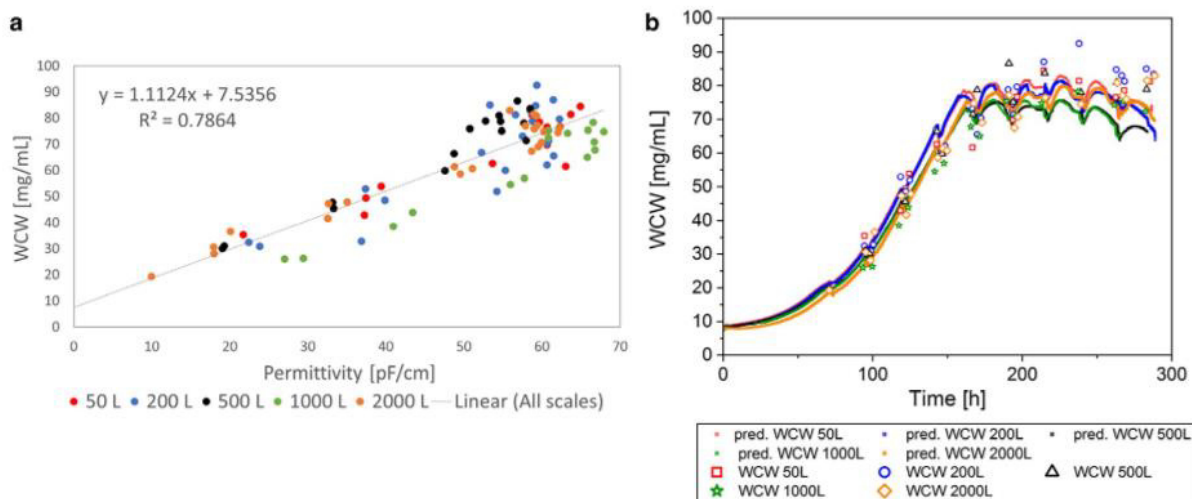 a
100
90
80
70
60
50
40
30
20
10
0
WCW [mg/mL]
y = 1.1124x + 7.5356
R² = 0.7864
0 10 20 30 40 50 60 70
Permittivity [pF/cm]
50 L 200 L 500 L 1000 L 2000 L Linear (All scales)
b
100
90
80
70
60
50
40
30
20
10
0
WCW [mg/mL]
0 100 200 300
Time [h]
pred. WCW 50L pred. WCW 200L pred. WCW 500L
pred. WCW 1000L pred. WCW 2000L
WCW 50L WCW 200L WCW 500L
WCW 1000L WCW 2000L